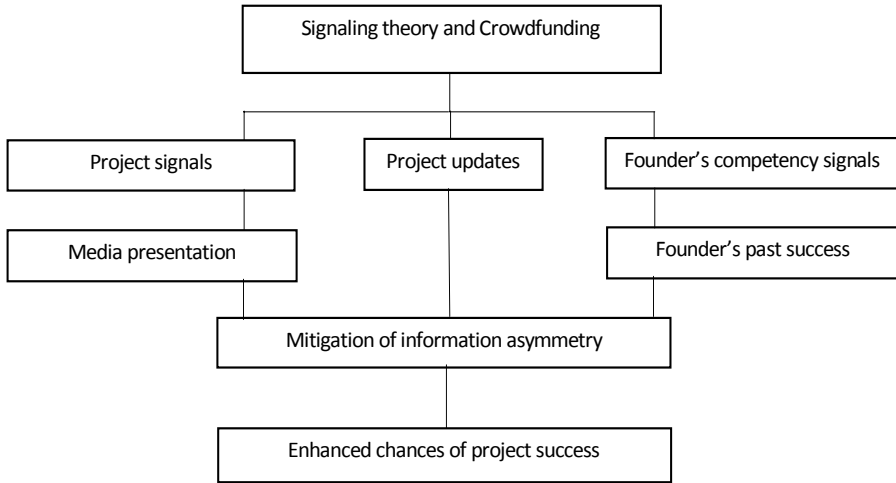 Signaling theory and Crowdfunding
Project signals
Project updates
Founder’s competency signals
Media presentation
Founder’s past success
Mitigation of information asymmetry
Enhanced chances of project success